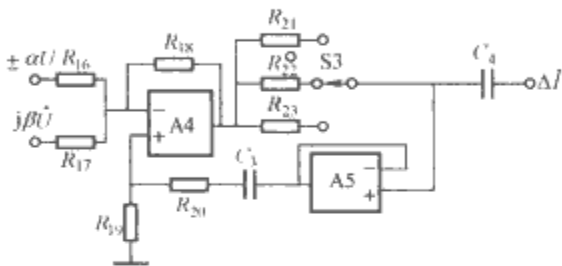 R₂₁
± αU/ R₁₆
R₁₈
R₂₂
S3
C₄
Δİ
jβU̇
−
A4
+
R₁₇
R₂₃
C₃
−
A5
+
R₂₀
R₁₉